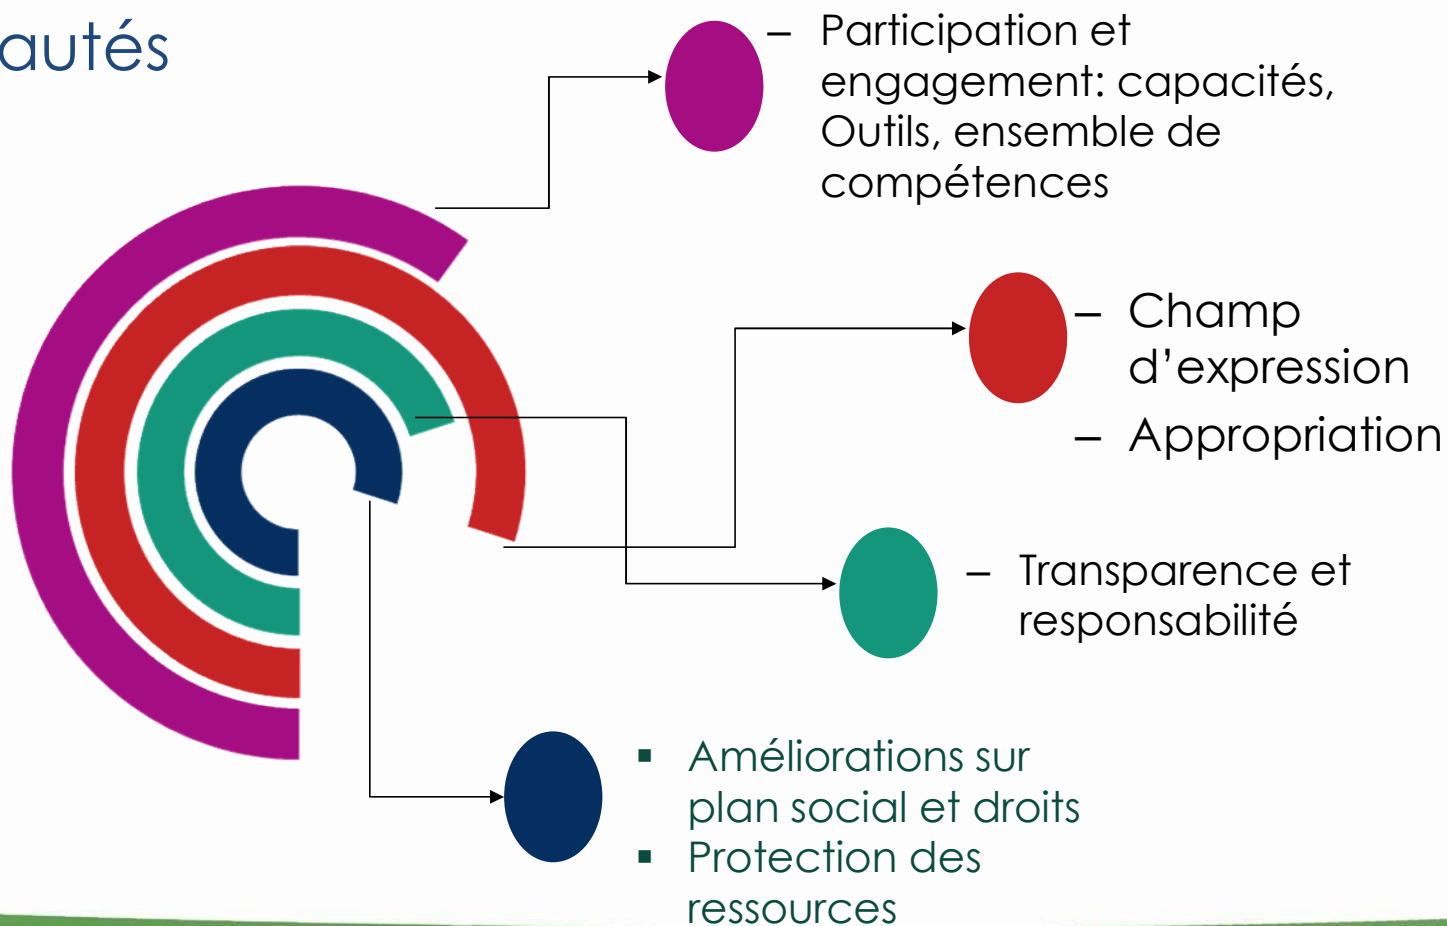 autés
– Participation et
engagement: capacités,
Outils, ensemble de
compétences
– Champ
d’expression
– Appropriation
– Transparence et
responsabilité
▪ Améliorations sur
plan social et droits
▪ Protection des
ressources